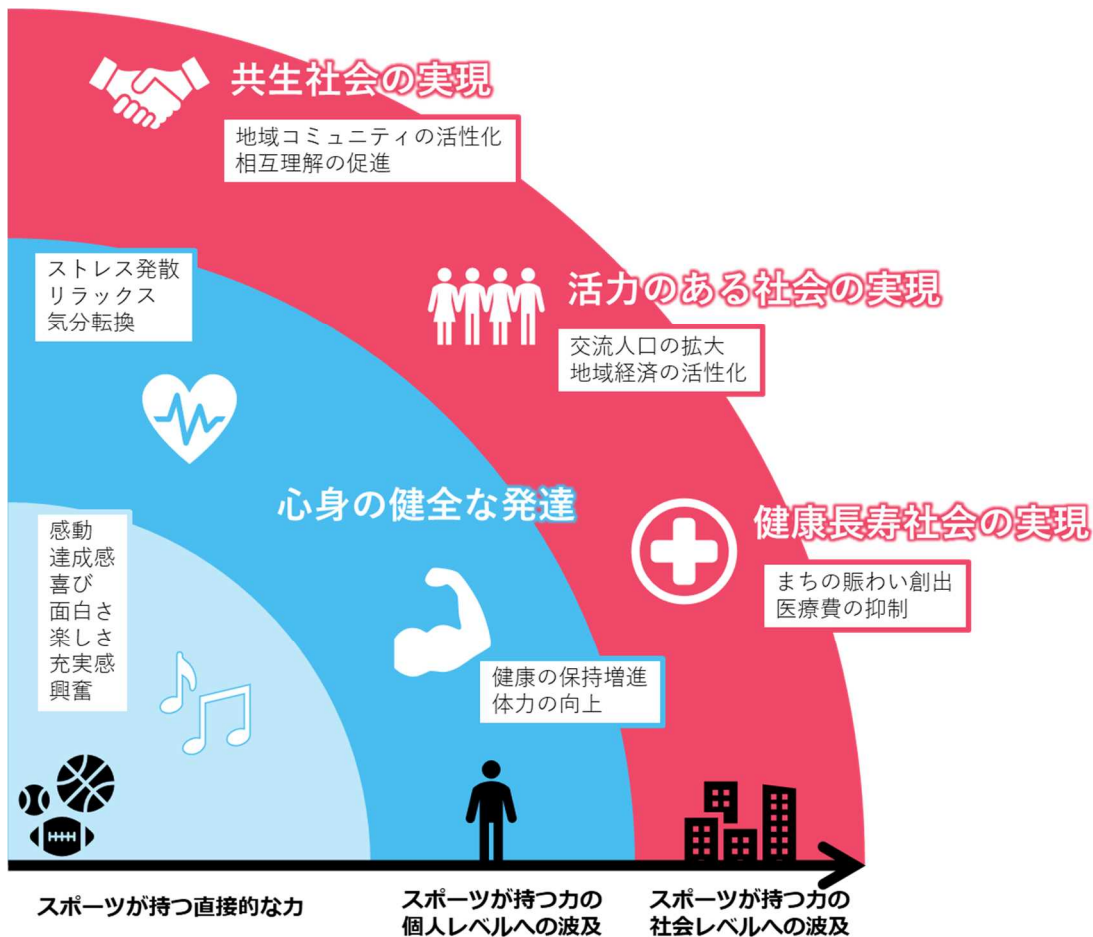 共生社会の実現
地域コミュニティの活性化
相互理解の促進
ストレス発散
リラックス
気分転換
活力のある社会の実現
交流人口の拡大
地域経済の活性化
心身の健全な発達
健康長寿社会の実現
まちの賑わい創出
医療費の抑制
感動
達成感
喜び
面白さ
楽しさ
充実感
興奮
健康の保持増進
体力の向上
スポーツが持つ直接的な力
スポーツが持つ力の
個人レベルへの波及
スポーツが持つ力の
社会レベルへの波及